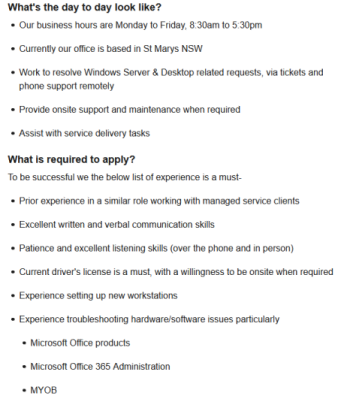 What's the day to day look like?
• Our business hours are Monday to Friday, 8:30am to 5:30pm
• Currently our office is based in St Marys NSW
• Work to resolve Windows Server & Desktop related requests, via tickets and
phone support remotely
• Provide onsite support and maintenance when required
• Assist with service delivery tasks
What is required to apply?
To be successful we the below list of experience is a must-
• Prior experience in a similar role working with managed service clients
• Excellent written and verbal communication skills
• Patience and excellent listening skills (over the phone and in person)
• Current driver's license is a must, with a willingness to be onsite when required
• Experience setting up new workstations
• Experience troubleshooting hardware/software issues particularly
• Microsoft Office products
• Microsoft Office 365 Administration
• MYOB